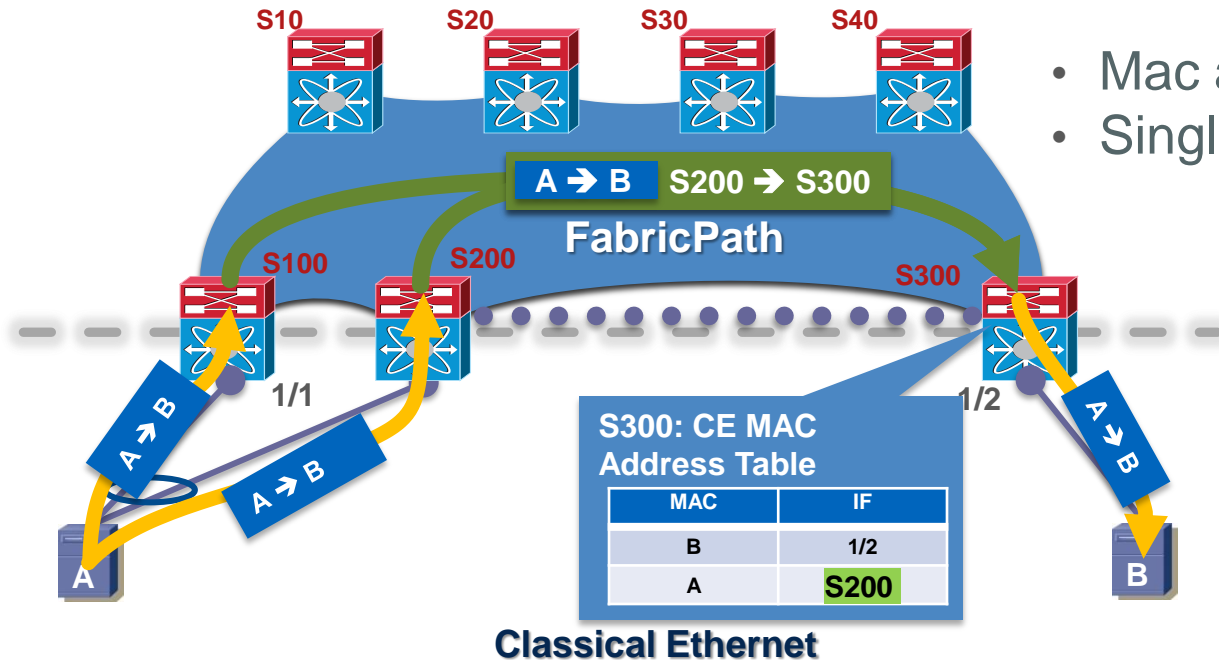 S10
S20
S30
S40
• Mac a
• Singl
A → B S200 → S300
FabricPath
S100
S200
S300
1/1
1/2
A → B
A → B
A → B
S300: CE MAC
Address Table
MAC IF
B 1/2
A S200
A
B
Classical Ethernet